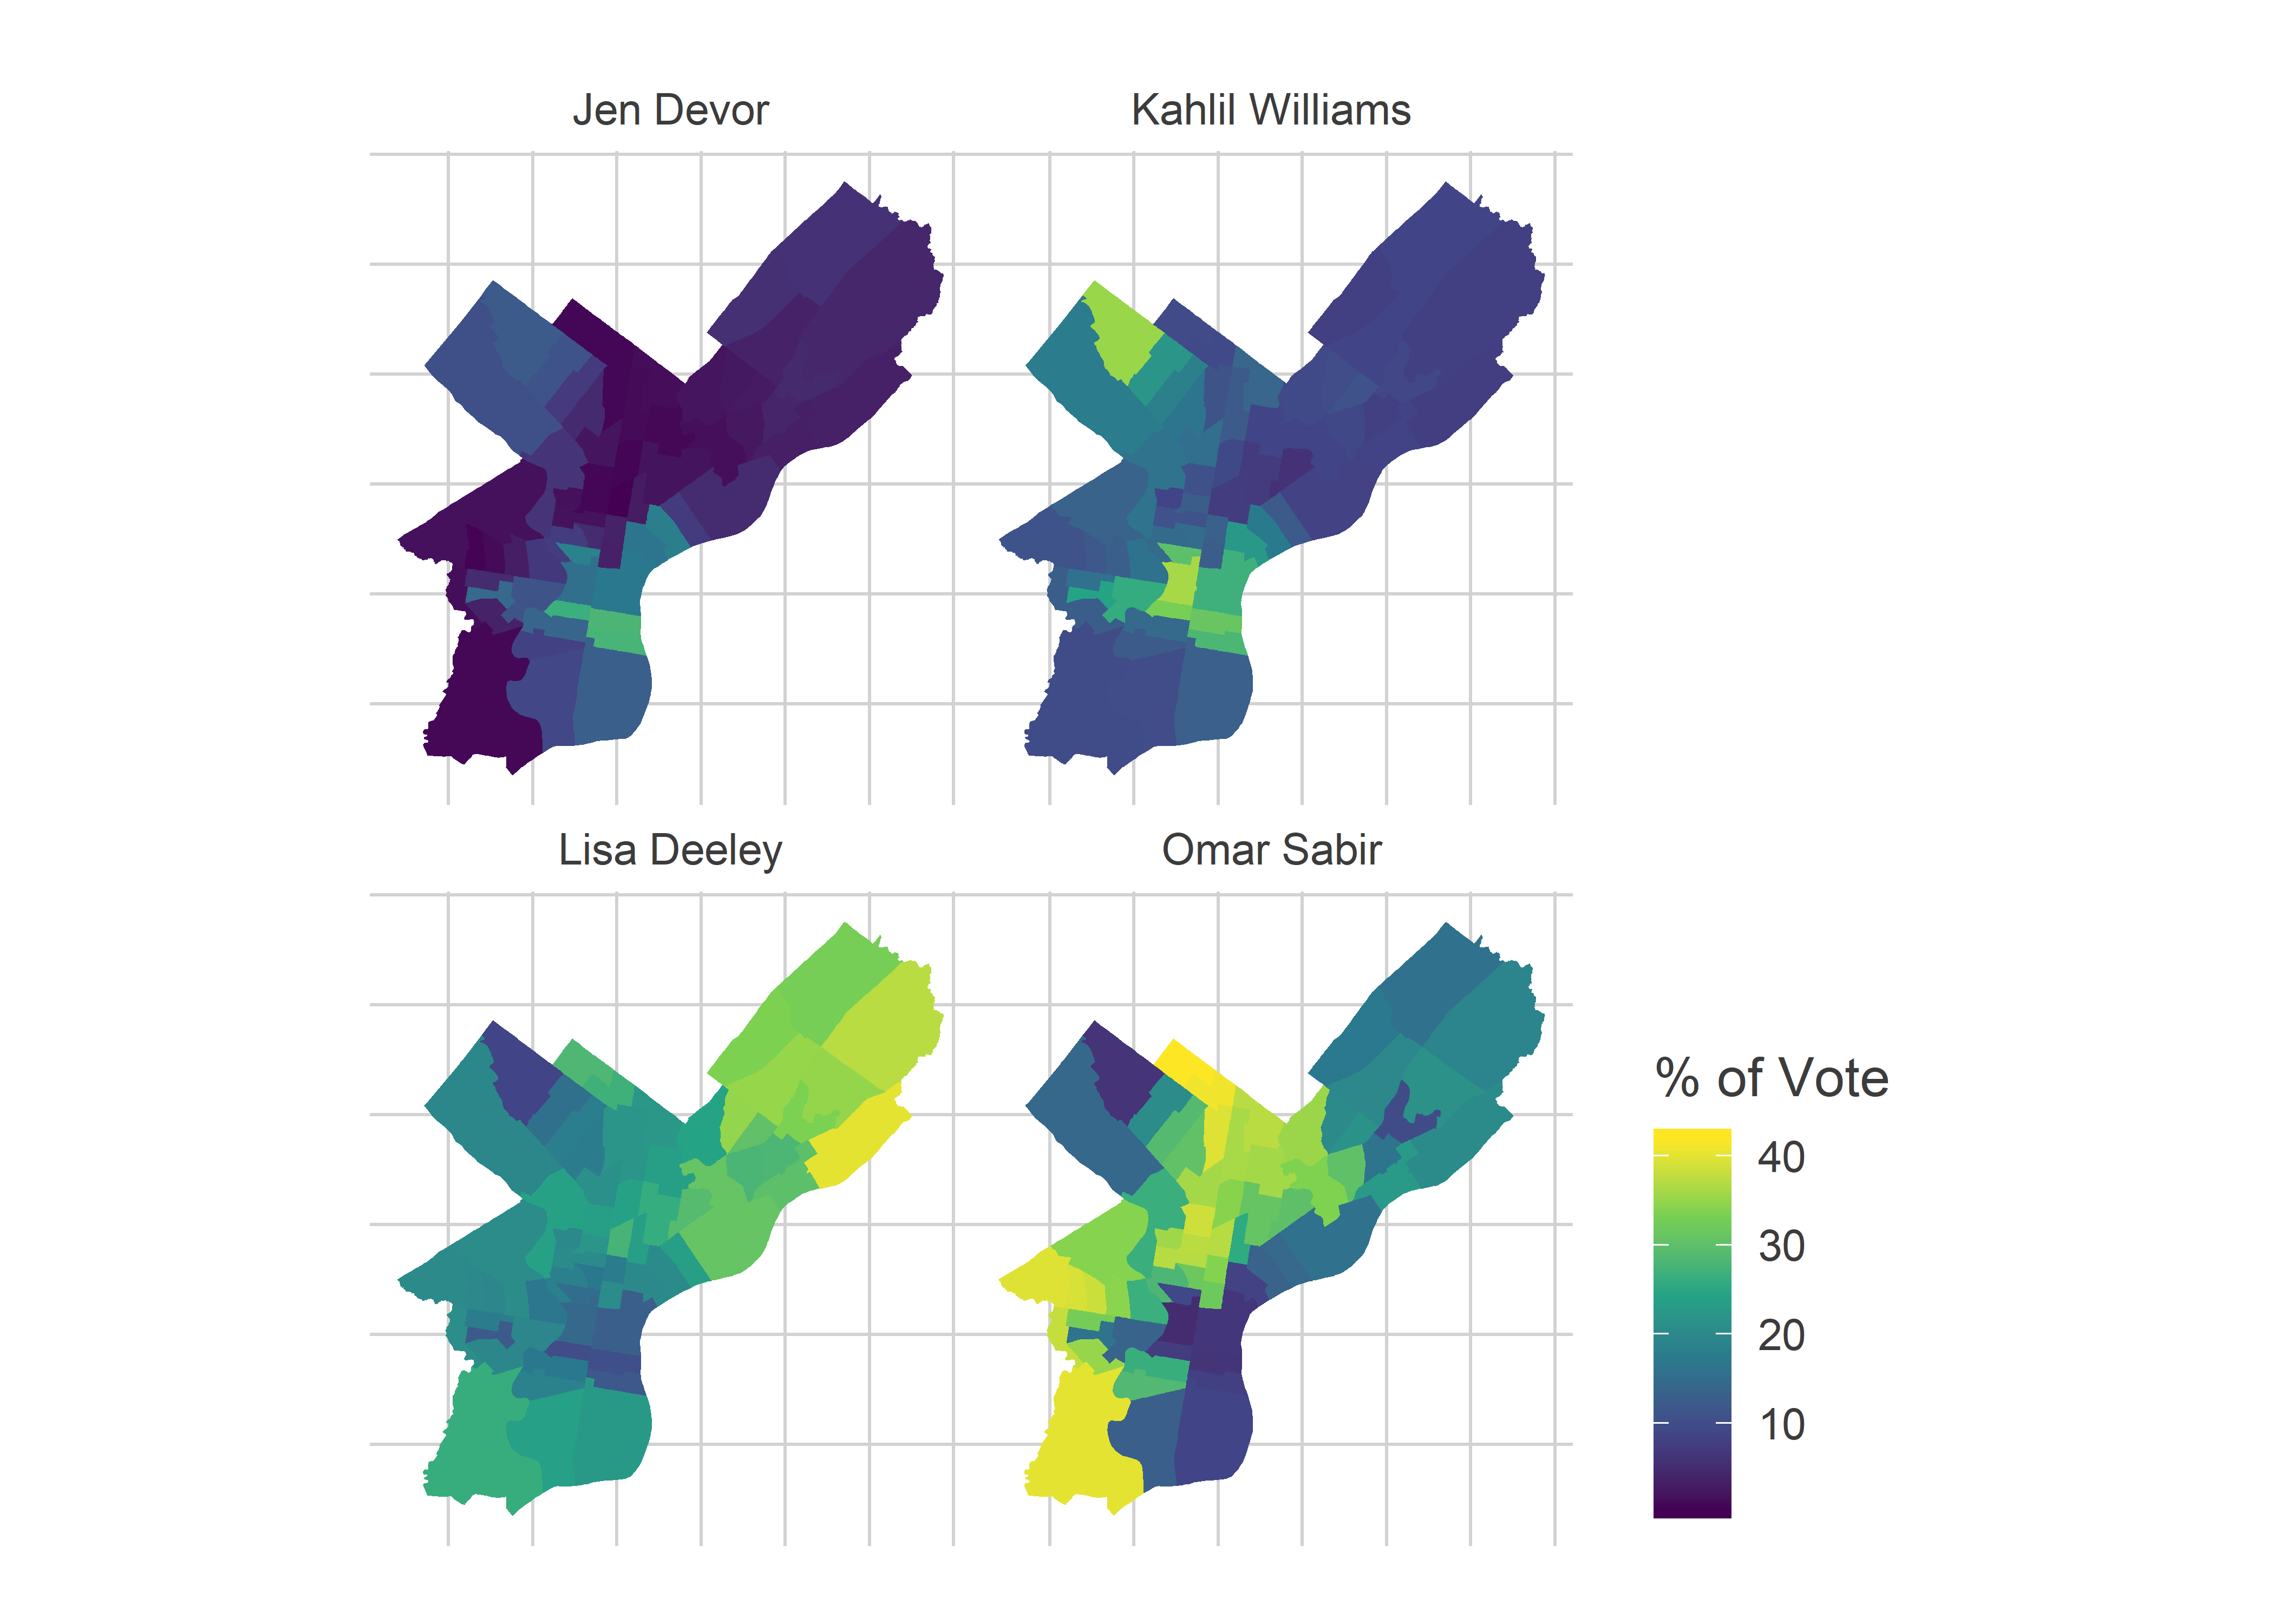 Jen Devor
Kahlil Williams
Lisa Deeley
Omar Sabir
% of Vote
40
30
20
10